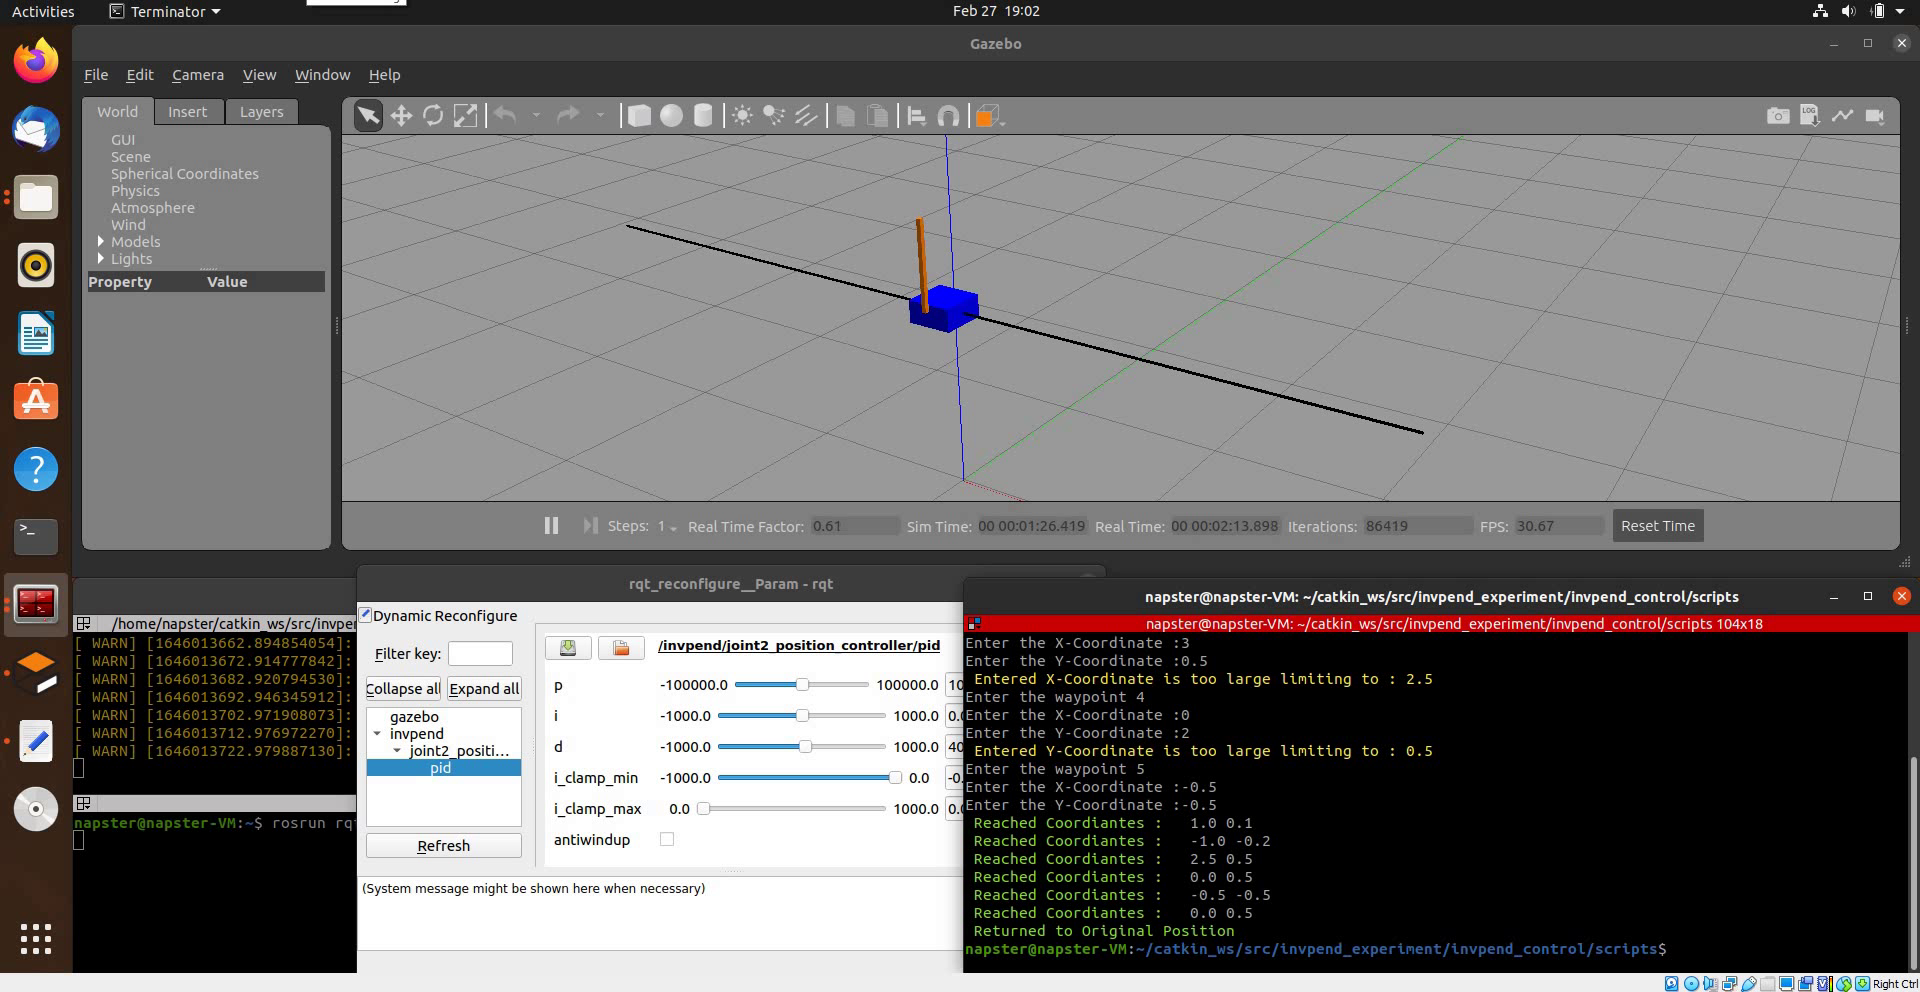 Activities
Terminator
Feb 27 19:02
Gazebo
File Edit Camera View Window Help
World Insert Layers
GUI
Scene
Spherical Coordinates
Physics
Atmosphere
Wind
Models
Lights
Property Value
LOG
Steps: 1 Real Time Factor: 0.61 Sim Time: 00 00:01:26.419 Real Time: 00 00:02:13.898 Iterations: 86419 FPS: 30.67 Reset Time
/home/napster/catkin_ws/src/invpe
[ WARN] [1646013662.894854054]:
[ WARN] [1646013672.914777842]:
[ WARN] [1646013682.920794530]:
[ WARN] [1646013692.946345912]:
[ WARN] [1646013702.971908073]:
[ WARN] [1646013712.976972270]:
[ WARN] [1646013722.979887130]:
napster@napster-VM:~$ rosrun rqt
rqt_reconfigure__Param - rqt
Dynamic Reconfigure
Filter key:
Collapse all Expand all
gazebo
invpend
joint2_positi...
pid
Refresh
/invpend/joint2_position_controller/pid
p -100000.0 100000.0 10
i -1000.0 1000.0 0.
d -1000.0 1000.0 40
i_clamp_min -1000.0 0.0 -0.
i_clamp_max 0.0 1000.0 0.
antiwindup
(System message might be shown here when necessary)
napster@napster-VM: ~/catkin_ws/src/invpend_experiment/invpend_control/scripts
napster@napster-VM: ~/catkin_ws/src/invpend_experiment/invpend_control/scripts 104x18
Enter the X-Coordinate :3
Enter the Y-Coordinate :0.5
Entered X-Coordinate is too large limiting to : 2.5
Enter the waypoint 4
Enter the X-Coordinate :0
Enter the Y-Coordinate :2
Entered Y-Coordinate is too large limiting to : 0.5
Enter the waypoint 5
Enter the X-Coordinate :-0.5
Enter the Y-Coordinate :-0.5
Reached Coordiantes : 1.0 0.1
Reached Coordiantes : -1.0 -0.2
Reached Coordiantes : 2.5 0.5
Reached Coordiantes : 0.0 0.5
Reached Coordiantes : -0.5 -0.5
Reached Coordiantes : 0.0 0.5
Returned to Original Position
napster@napster-VM:~/catkin_ws/src/invpend_experiment/invpend_control/scripts$
Right Ctrl